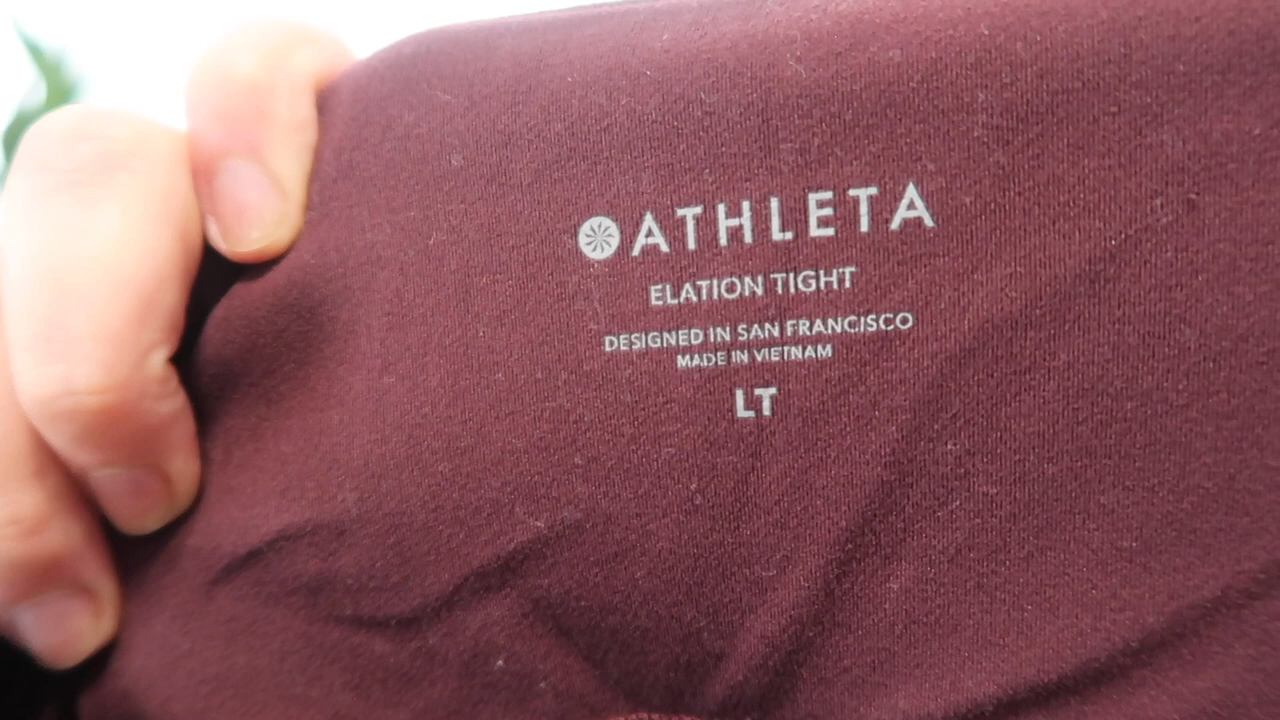 ATHLETA
ELATION TIGHT
DESIGNED IN SAN FRANCISCO
MADE IN VIETNAM
LT